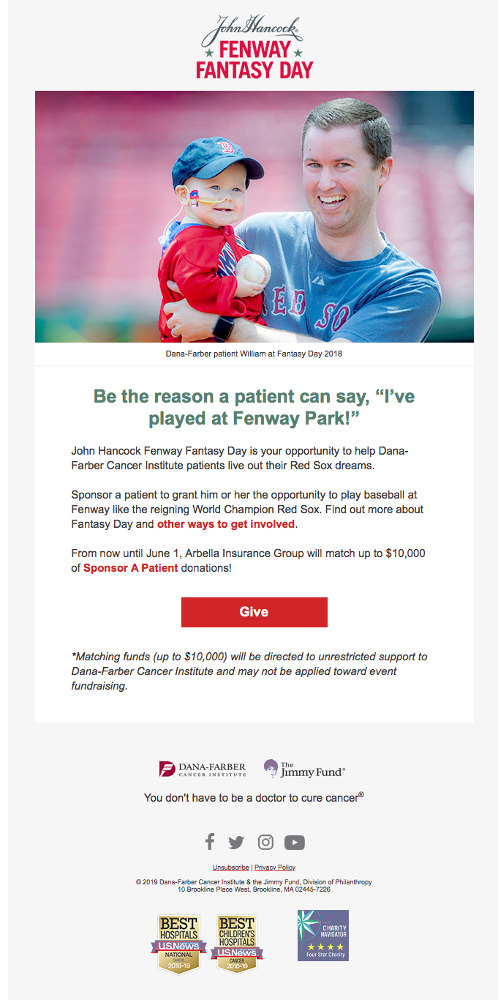 John Hancock®
FENWAY
FANTASY DAY
B
RED SO
Dana-Farber patient William at Fantasy Day 2018
Be the reason a patient can say, “I’ve
played at Fenway Park!”
John Hancock Fenway Fantasy Day is your opportunity to help Dana-
Farber Cancer Institute patients live out their Red Sox dreams.
Sponsor a patient to grant him or her the opportunity to play baseball at
Fenway like the reigning World Champion Red Sox. Find out more about
Fantasy Day and other ways to get involved.
From now until June 1, Arbella Insurance Group will match up to $10,000
of Sponsor A Patient donations!
Give
*Matching funds (up to $10,000) will be directed to unrestricted support to
Dana-Farber Cancer Institute and may not be applied toward event
fundraising.
DANA-FARBER
CANCER INSTITUTE
The
Jimmy Fund®
You don't have to be a doctor to cure cancer®
Unsubscribe | Privacy Policy
© 2019 Dana-Farber Cancer Institute & the Jimmy Fund, Division of Philanthropy
10 Brookline Place West, Brookline, MA 02445-7226
BEST
HOSPITALS
U.S.News
NATIONAL
CANCER
2018-19
BEST
CHILDREN'S
HOSPITALS
U.S.News
CANCER
2018-19
CHARITY
NAVIGATOR
Four Star Charity